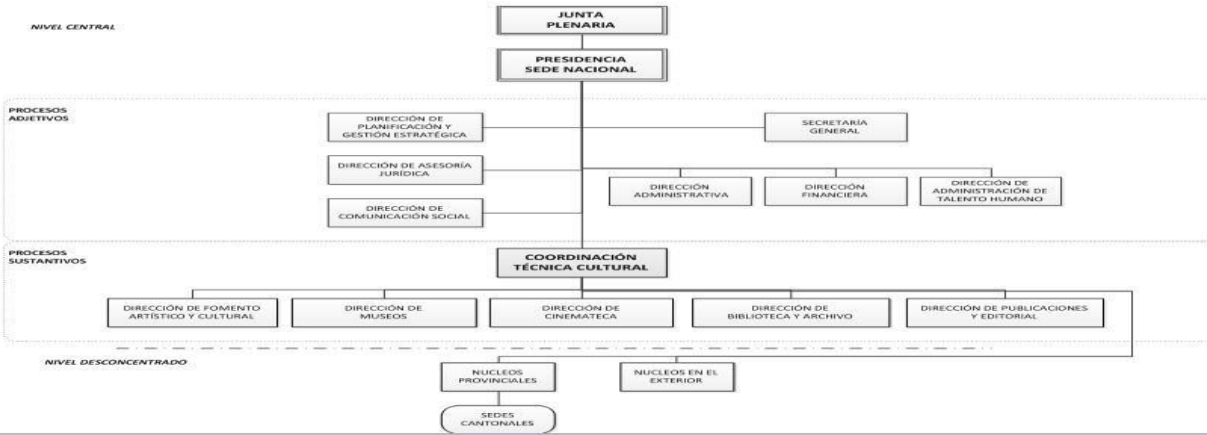 JUNTA
PLENARIA
NIVEL CENTRAL
PRESIDENCIA
SEDE NACIONAL
PROCESOS
ADJETIVOS
DIRECCIÓN DE
PLANIFICACIÓN Y
GESTIÓN ESTRATÉGICA
SECRETARÍA
GENERAL
DIRECCIÓN DE ASESORÍA
JURÍDICA
DIRECCIÓN
ADMINISTRATIVA
DIRECCIÓN
FINANCIERA
DIRECCIÓN DE
ADMINISTRACIÓN DE
TALENTO HUMANO
DIRECCIÓN DE
COMUNICACIÓN SOCIAL
PROCESOS
SUSTANTIVOS
COORDINACIÓN
TÉCNICA CULTURAL
DIRECCIÓN DE FOMENTO
ARTÍSTICO Y CULTURAL
DIRECCIÓN DE
MUSEOS
DIRECCIÓN DE
CINEMATECA
DIRECCIÓN DE
BIBLIOTECA Y ARCHIVO
DIRECCIÓN DE PUBLICACIONES
Y EDITORIAL
NIVEL DESCONCENTRADO
NUCLEOS
PROVINCIALES
NUCLEOS EN EL
EXTERIOR
SEDES
CANTONALES